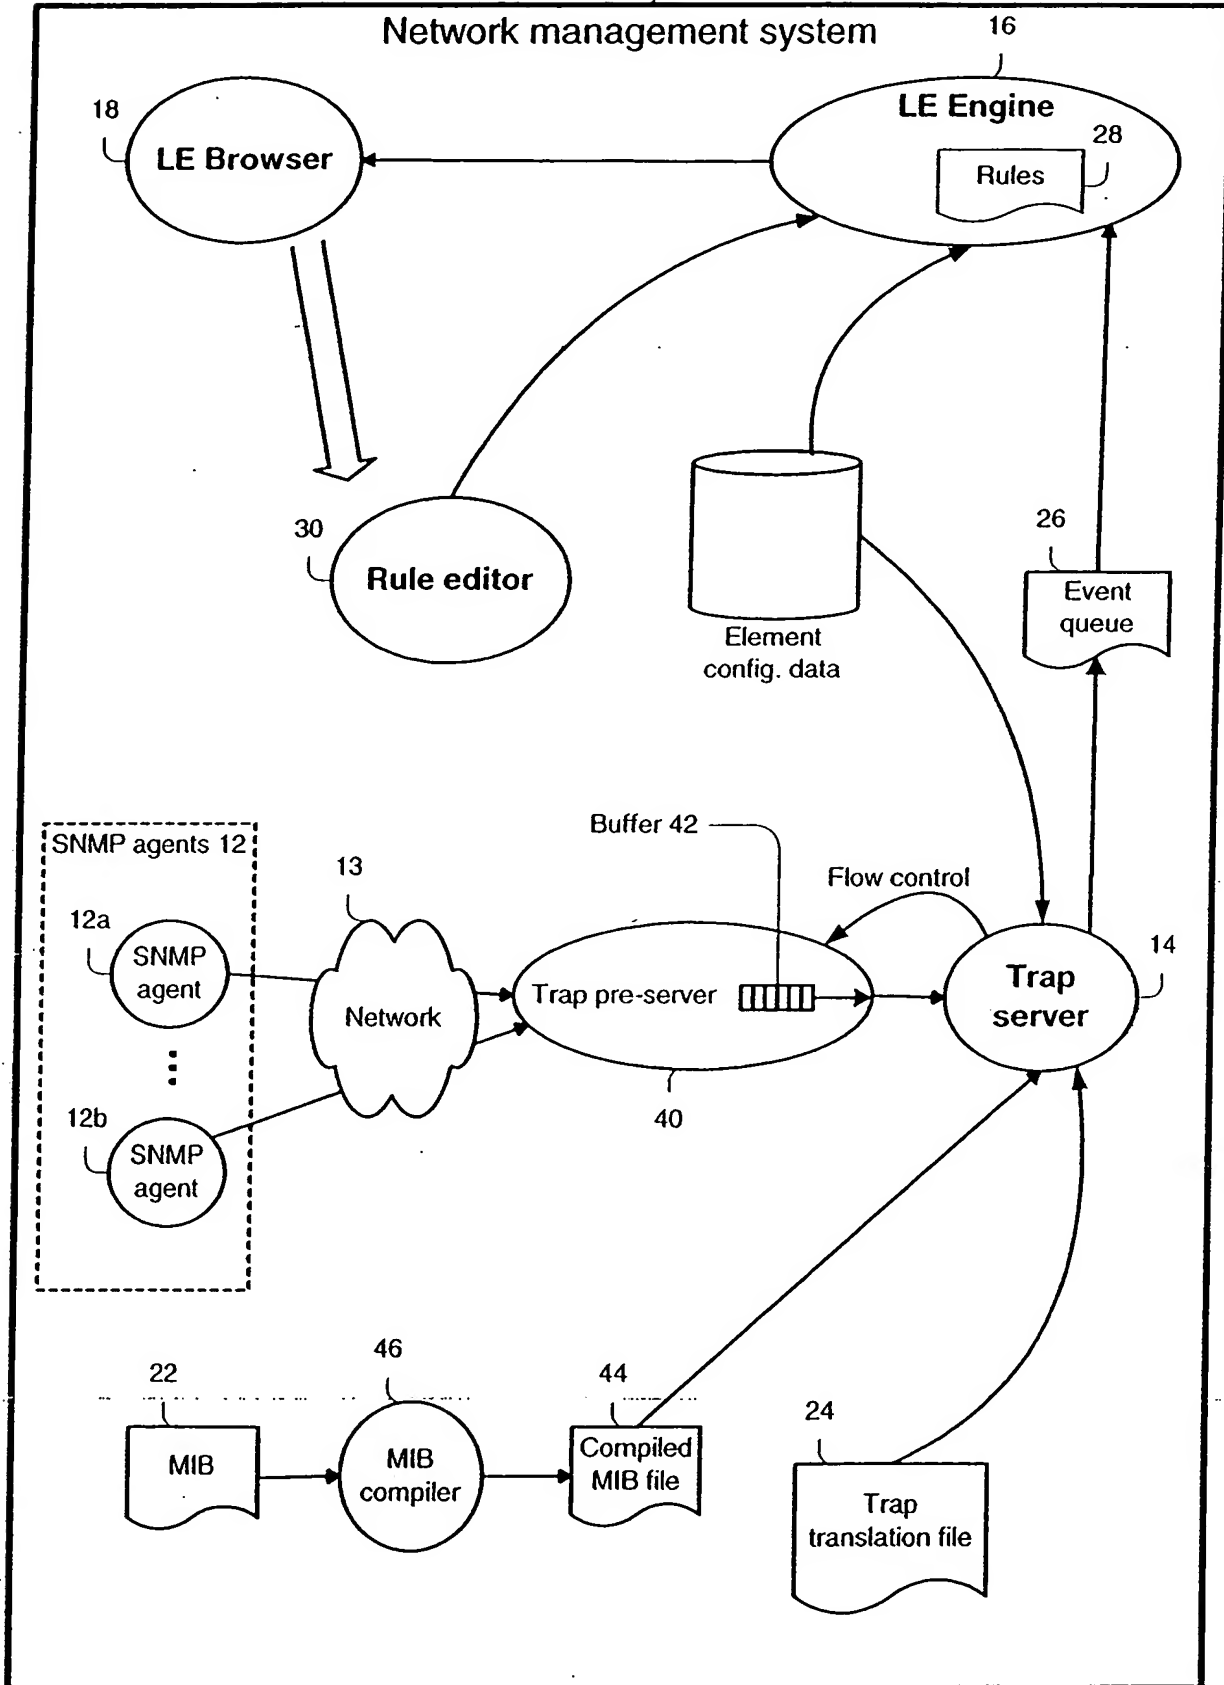 Network management system
16
18
LE Engine
LE Browser
28
Rules
30
Rule editor
26
Event
queue
Element
config. data
SNMP agents 12
Buffer 42
13
Flow control
12a
SNMP
agent
14
Trap
server
Network
Trap pre-server
40
12b
SNMP
agent
22
46
44
MIB
MIB
compiler
Compiled
MIB file
24
Trap
translation file